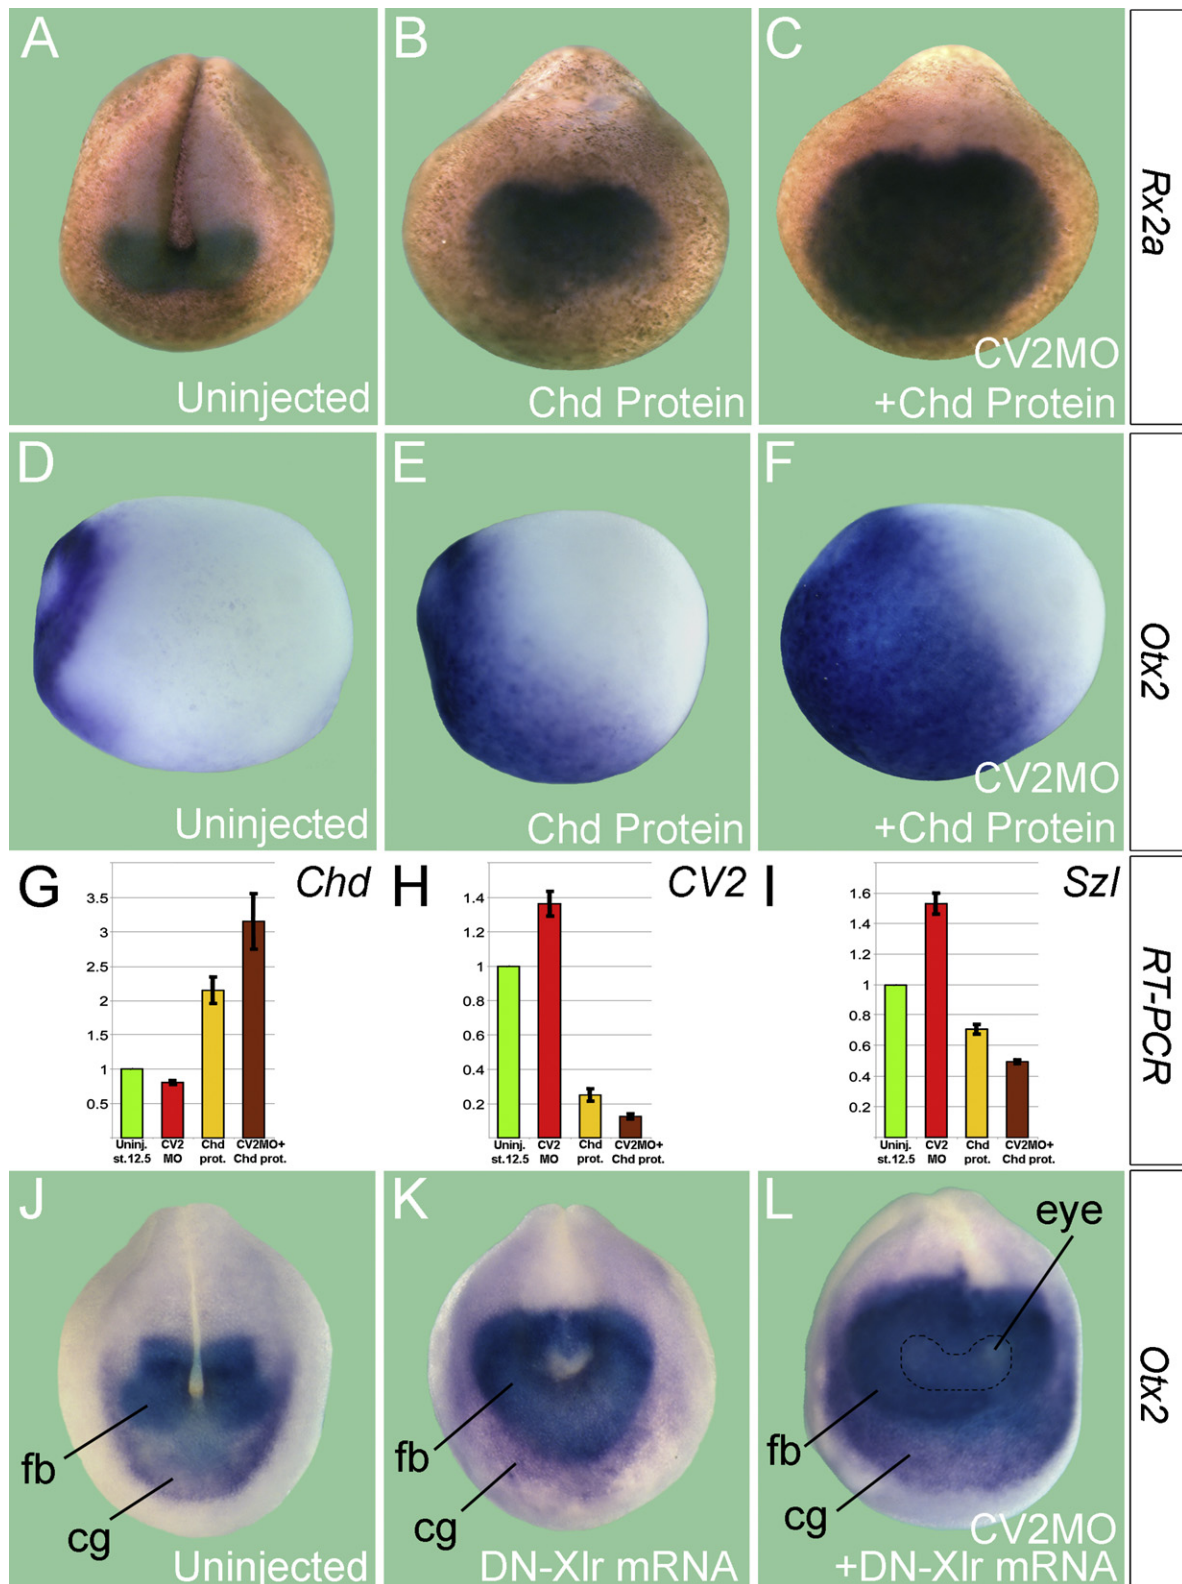 A
B
C
Uninjected
Chd Protein
CV2MO
+Chd Protein
Rx2a
D
E
F
Uninjected
Chd Protein
CV2MO
+Chd Protein
Otx2
G
Chd
3.5
3
2.5
2
1.5
1
0.5
Uninj. CV2 Chd CV2MO+
st.12.5 MO prot. Chd prot.
H
CV2
1.4
1
0.8
0.6
0.4
0.2
Uninj. CV2 Chd CV2MO+
st.12.5 MO prot. Chd prot.
I
Szl
1.6
1.4
1.2
1
0.8
0.6
0.4
0.2
Uninj. CV2 Chd CV2MO+
st.12.5 MO prot. Chd prot.
RT-PCR
J
fb
cg
Uninjected
K
fb
cg
DN-Xlr mRNA
L
eye
fb
cg
CV2MO
+DN-Xlr mRNA
Otx2